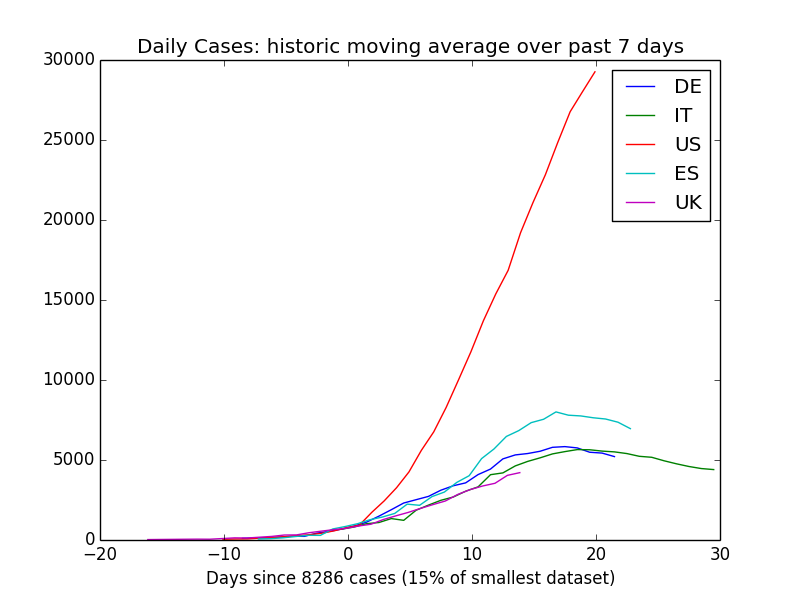 Daily Cases: historic moving average over past 7 days
30000
25000
20000
15000
10000
5000
0
DE
IT
US
ES
UK
−20 −10 0 10 20 30
Days since 8286 cases (15% of smallest dataset)